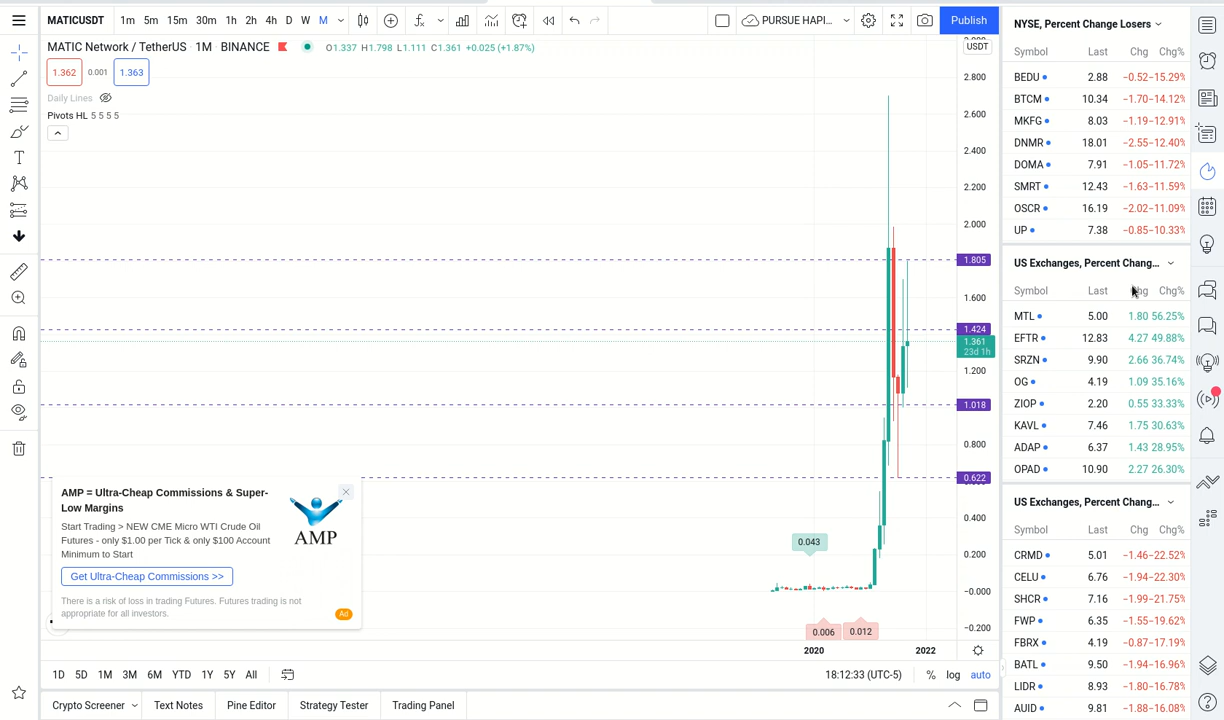 MATICUSDT 1m 5m 15m 30m 1h 2h 4h D W M PURSUE HAPI... Publish
MATIC Network / TetherUS 1M BINANCE O1.337 H1.798 L1.111 C1.361 +0.025 (+1.87%)
1.362 0.001 1.363
Daily Lines
Pivots HL 5 5 5 5
USDT
2.800
2.600
2.400
2.200
2.000
1.805
1.600
1.424
1.361
23d 1h
1.200
1.018
0.800
0.622
0.400
0.200
−0.000
−0.200
0.043
0.006 0.012
2020 2022
AMP = Ultra-Cheap Commissions & Super-
Low Margins
Start Trading > NEW CME Micro WTI Crude Oil
Futures - only $1.00 per Tick & only $100 Account
Minimum to Start
Get Ultra-Cheap Commissions >>
There is a risk of loss in trading Futures. Futures trading is not
appropriate for all investors.
AMP
Ad
1D 5D 1M 3M 6M YTD 1Y 5Y All 18:12:33 (UTC-5) % log auto
Crypto Screener Text Notes Pine Editor Strategy Tester Trading Panel
NYSE, Percent Change Losers
Symbol Last Chg Chg%
BEDU 2.88 −0.52 −15.29%
BTCM 10.34 −1.70 −14.12%
MKFG 8.03 −1.19 −12.91%
DNMR 18.01 −2.55 −12.40%
DOMA 7.91 −1.05 −11.72%
SMRT 12.43 −1.63 −11.59%
OSCR 16.19 −2.02 −11.09%
UP 7.38 −0.85 −10.33%
US Exchanges, Percent Chang...
Symbol Last Chg Chg%
MTL 5.00 1.80 56.25%
EFTR 12.83 4.27 49.88%
SRZN 9.90 2.66 36.74%
OG 4.19 1.09 35.16%
ZIOP 2.20 0.55 33.33%
KAVL 7.46 1.75 30.63%
ADAP 6.37 1.43 28.95%
OPAD 10.90 2.27 26.30%
US Exchanges, Percent Chang...
Symbol Last Chg Chg%
CRMD 5.01 −1.46 −22.52%
CELU 6.76 −1.94 −22.30%
SHCR 7.16 −1.99 −21.75%
FWP 6.35 −1.55 −19.62%
FBRX 4.19 −0.87 −17.19%
BATL 9.50 −1.94 −16.96%
LIDR 8.93 −1.80 −16.78%
AUID 9.81 −1.88 −16.08%